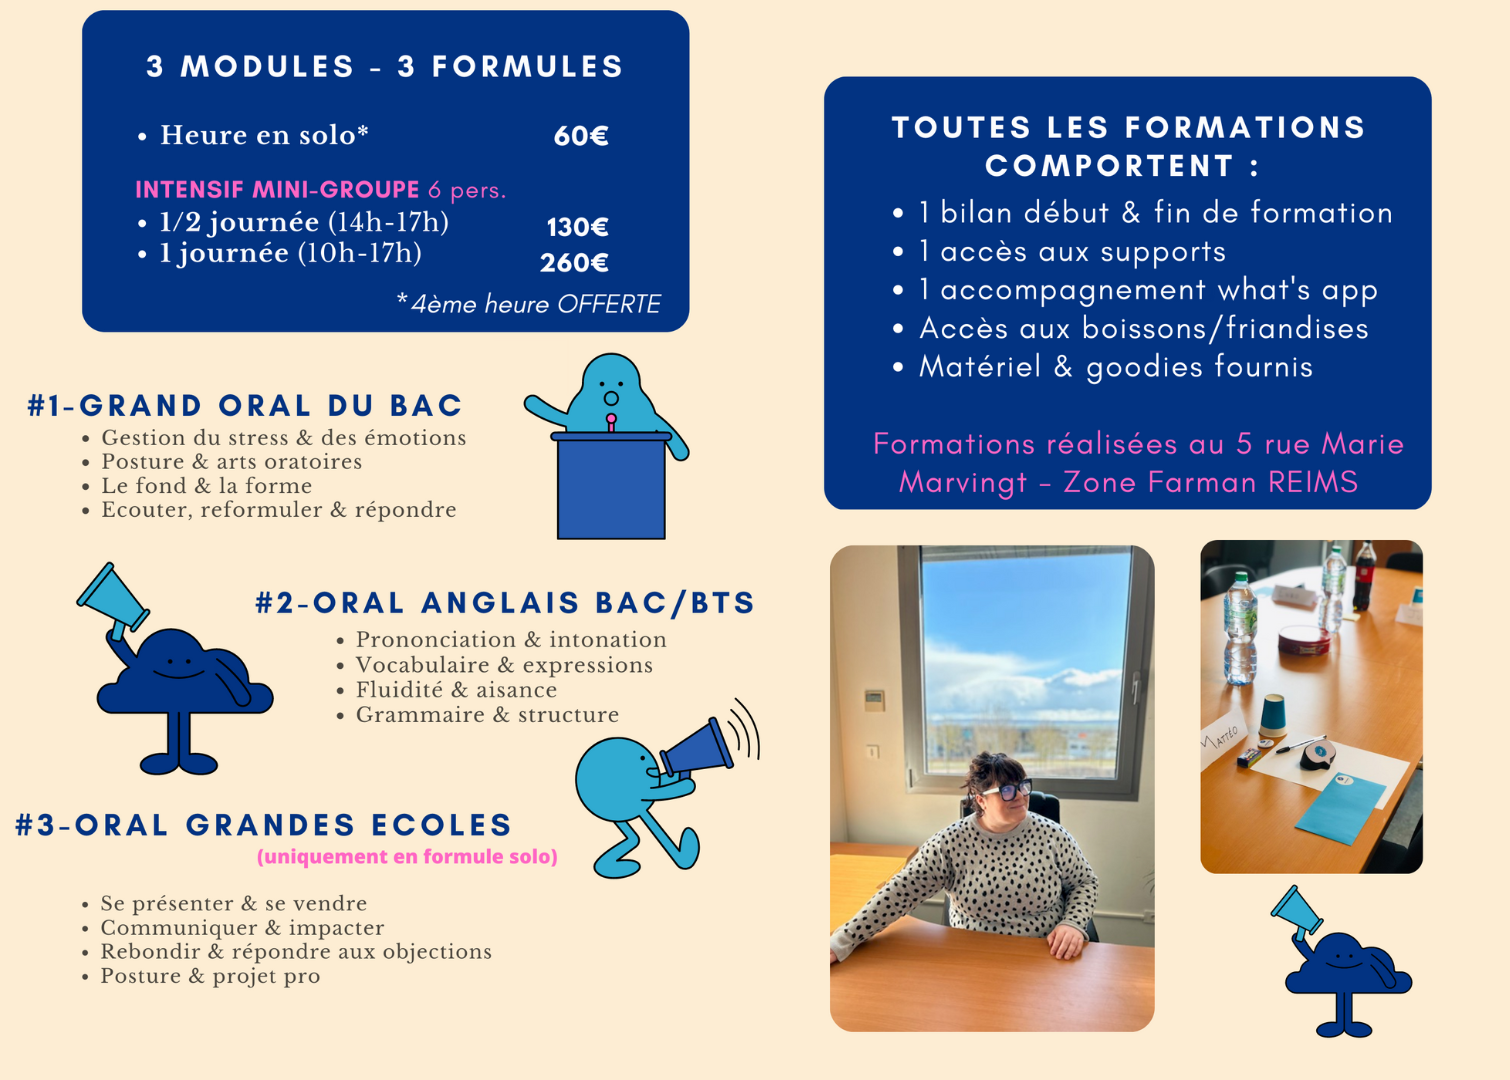 3 MODULES - 3 FORMULES
• Heure en solo* 60€
INTENSIF MINI-GROUPE 6 pers.
• 1/2 journée (14h-17h) 130€
• 1 journée (10h-17h) 260€
*4ème heure OFFERTE
#1-GRAND ORAL DU BAC
• Gestion du stress & des émotions
• Posture & arts oratoires
• Le fond & la forme
• Ecouter, reformuler & répondre
#2-ORAL ANGLAIS BAC/BTS
• Prononciation & intonation
• Vocabulaire & expressions
• Fluidité & aisance
• Grammaire & structure
#3-ORAL GRANDES ECOLES
(uniquement en formule solo)
• Se présenter & se vendre
• Communiquer & impacter
• Rebondir & répondre aux objections
• Posture & projet pro
TOUTES LES FORMATIONS
COMPORTENT :
• 1 bilan début & fin de formation
• 1 accès aux supports
• 1 accompagnement what's app
• Accès aux boissons/friandises
• Matériel & goodies fournis
Formations réalisées au 5 rue Marie
Marvingt - Zone Farman REIMS
MATTÉO